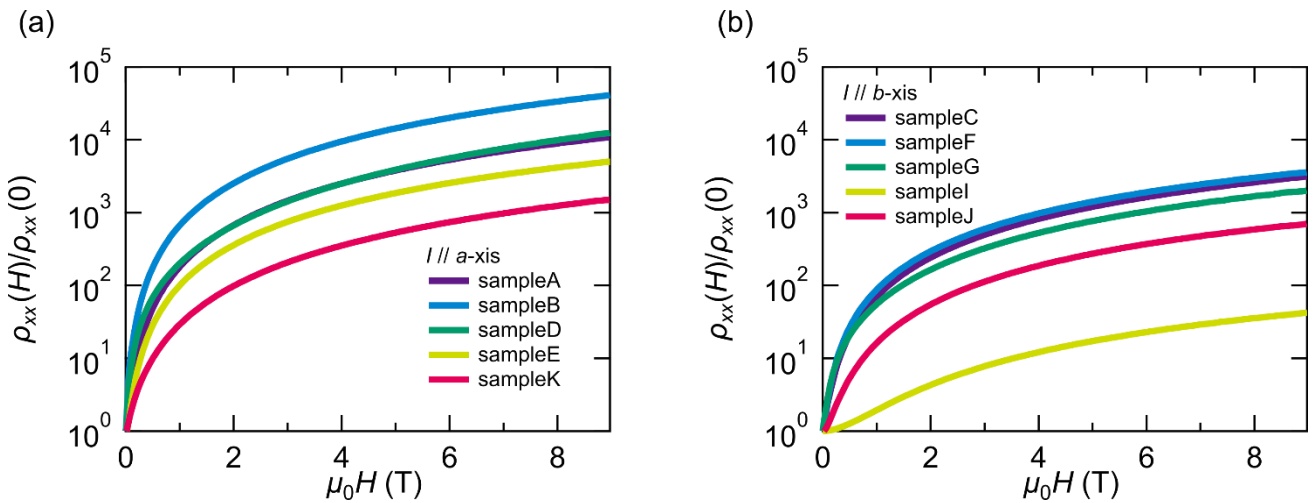 (a)
10^5
10^4
10^3
10^2
10^1
10^0
ρxx(H)/ρxx(0)
I // a-xis
sampleA
sampleB
sampleD
sampleE
sampleK
0 2 4 6 8
μ0H (T)
(b)
10^5
10^4
10^3
10^2
10^1
10^0
ρxx(H)/ρxx(0)
I // b-xis
sampleC
sampleF
sampleG
sampleI
sampleJ
0 2 4 6 8
μ0H (T)